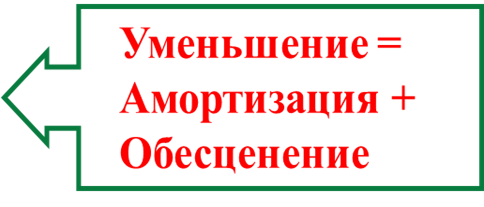 Уменьшение =
Амортизация +
Обесценение